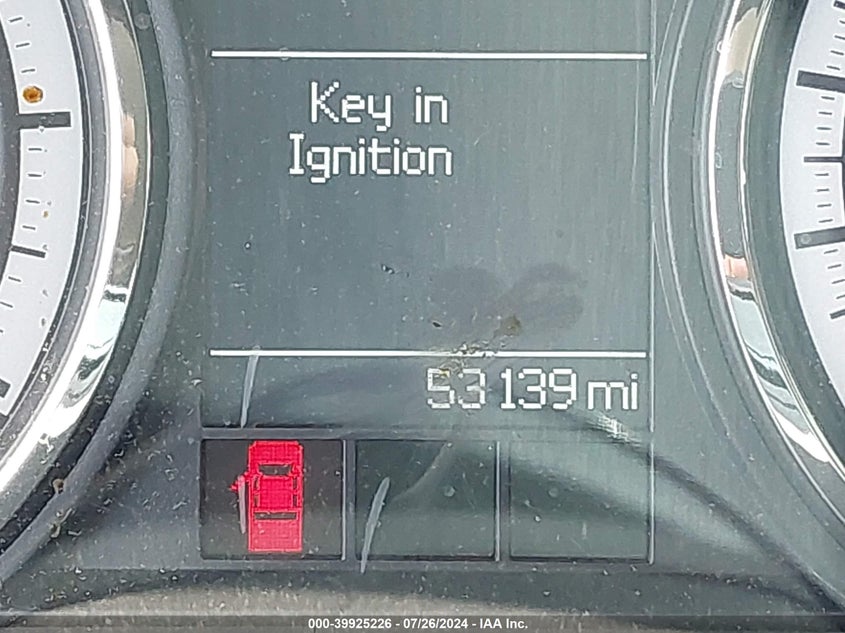 Key in
Ignition
53139 mi
000-39925226 - 07/26/2024 - IAA Inc.